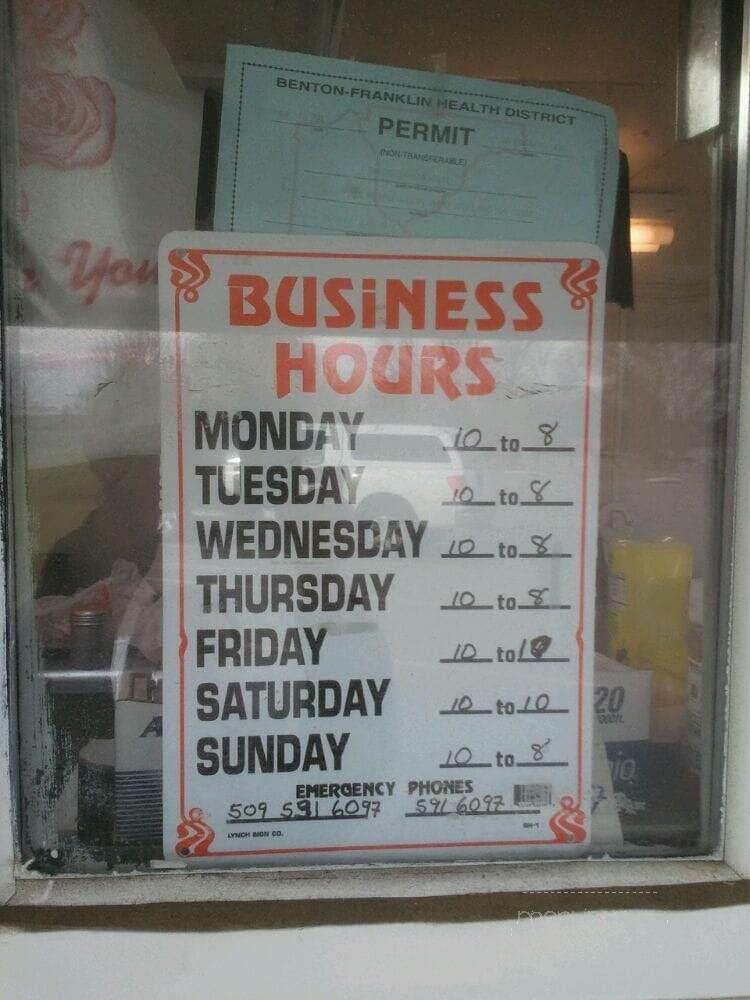 BENTON-FRANKLIN HEALTH DISTRICT
PERMIT
(NON-TRANSFERABLE)
You
BUSiNESS
HOURS
MONDAY 10 to 8
TUESDAY 10 to 8
WEDNESDAY 10 to 8
THURSDAY 10 to 8
FRIDAY 10 to 10
SATURDAY 10 to 10
SUNDAY 10 to 8
EMERGENCY PHONES
509 591 6097 591 6097
LYNCH SIGN CO.
20